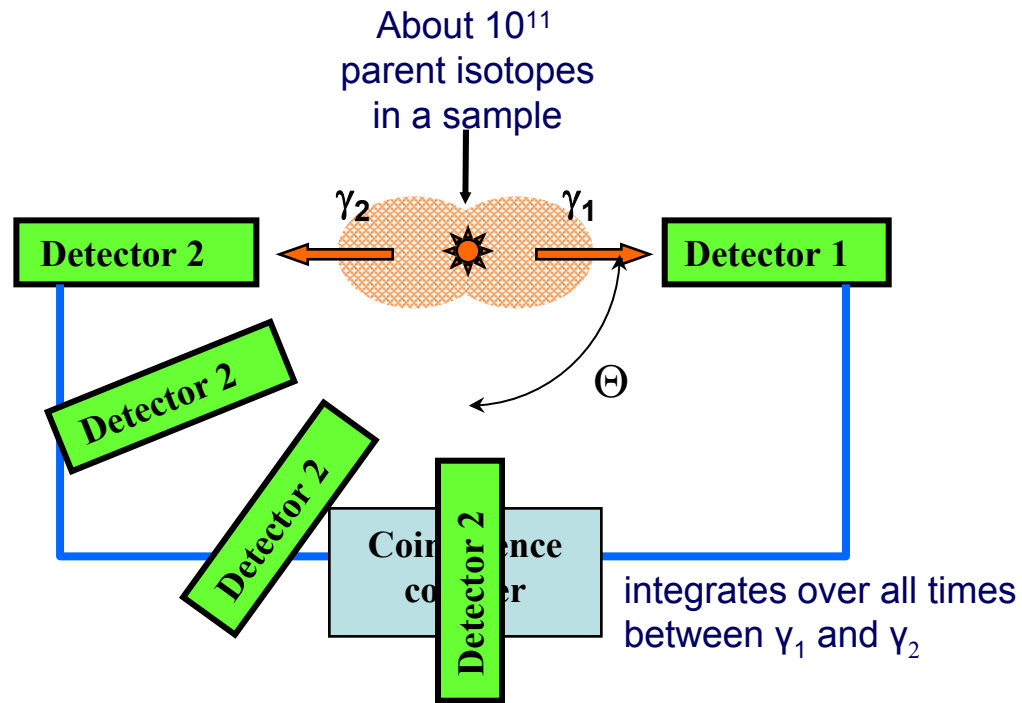 About 10¹¹
parent isotopes
in a sample
γ₂
γ₁
Detector 2
Detector 1
Θ
Detector 2
Detector 2
Detector 2
integrates over all times
between γ₁ and γ₂